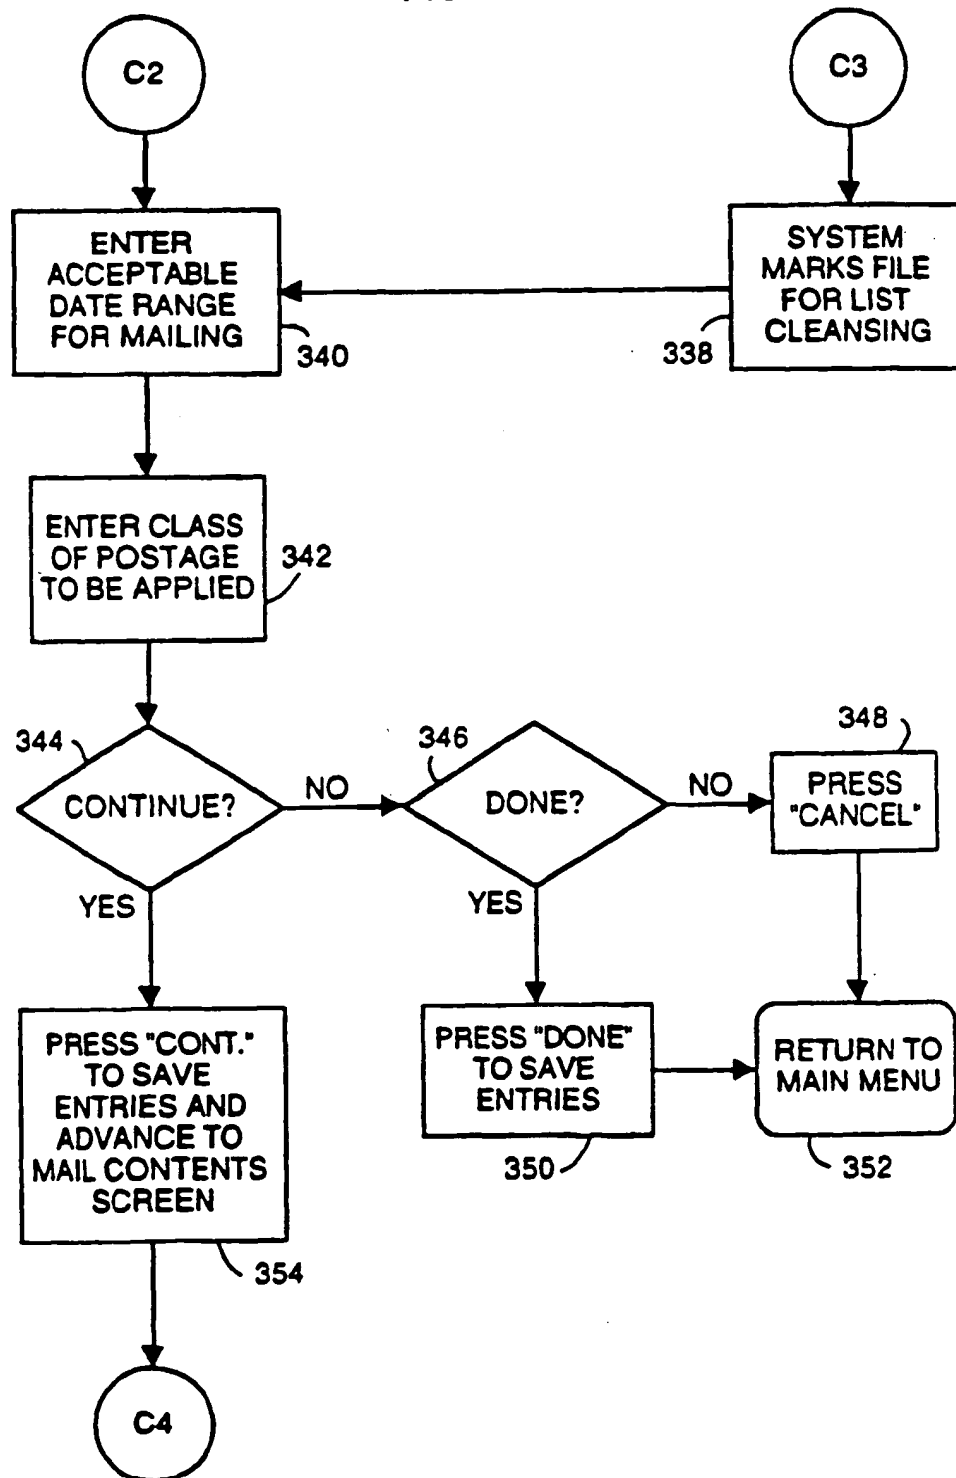 C2
C3
ENTER
ACCEPTABLE
DATE RANGE
FOR MAILING
340
SYSTEM
MARKS FILE
FOR LIST
CLEANSING
338
ENTER CLASS
OF POSTAGE
TO BE APPLIED
342
344
CONTINUE?
NO
YES
346
DONE?
NO
YES
348
PRESS
"CANCEL"
PRESS "CONT."
TO SAVE
ENTRIES AND
ADVANCE TO
MAIL CONTENTS
SCREEN
354
PRESS "DONE"
TO SAVE
ENTRIES
350
RETURN TO
MAIN MENU
352
C4